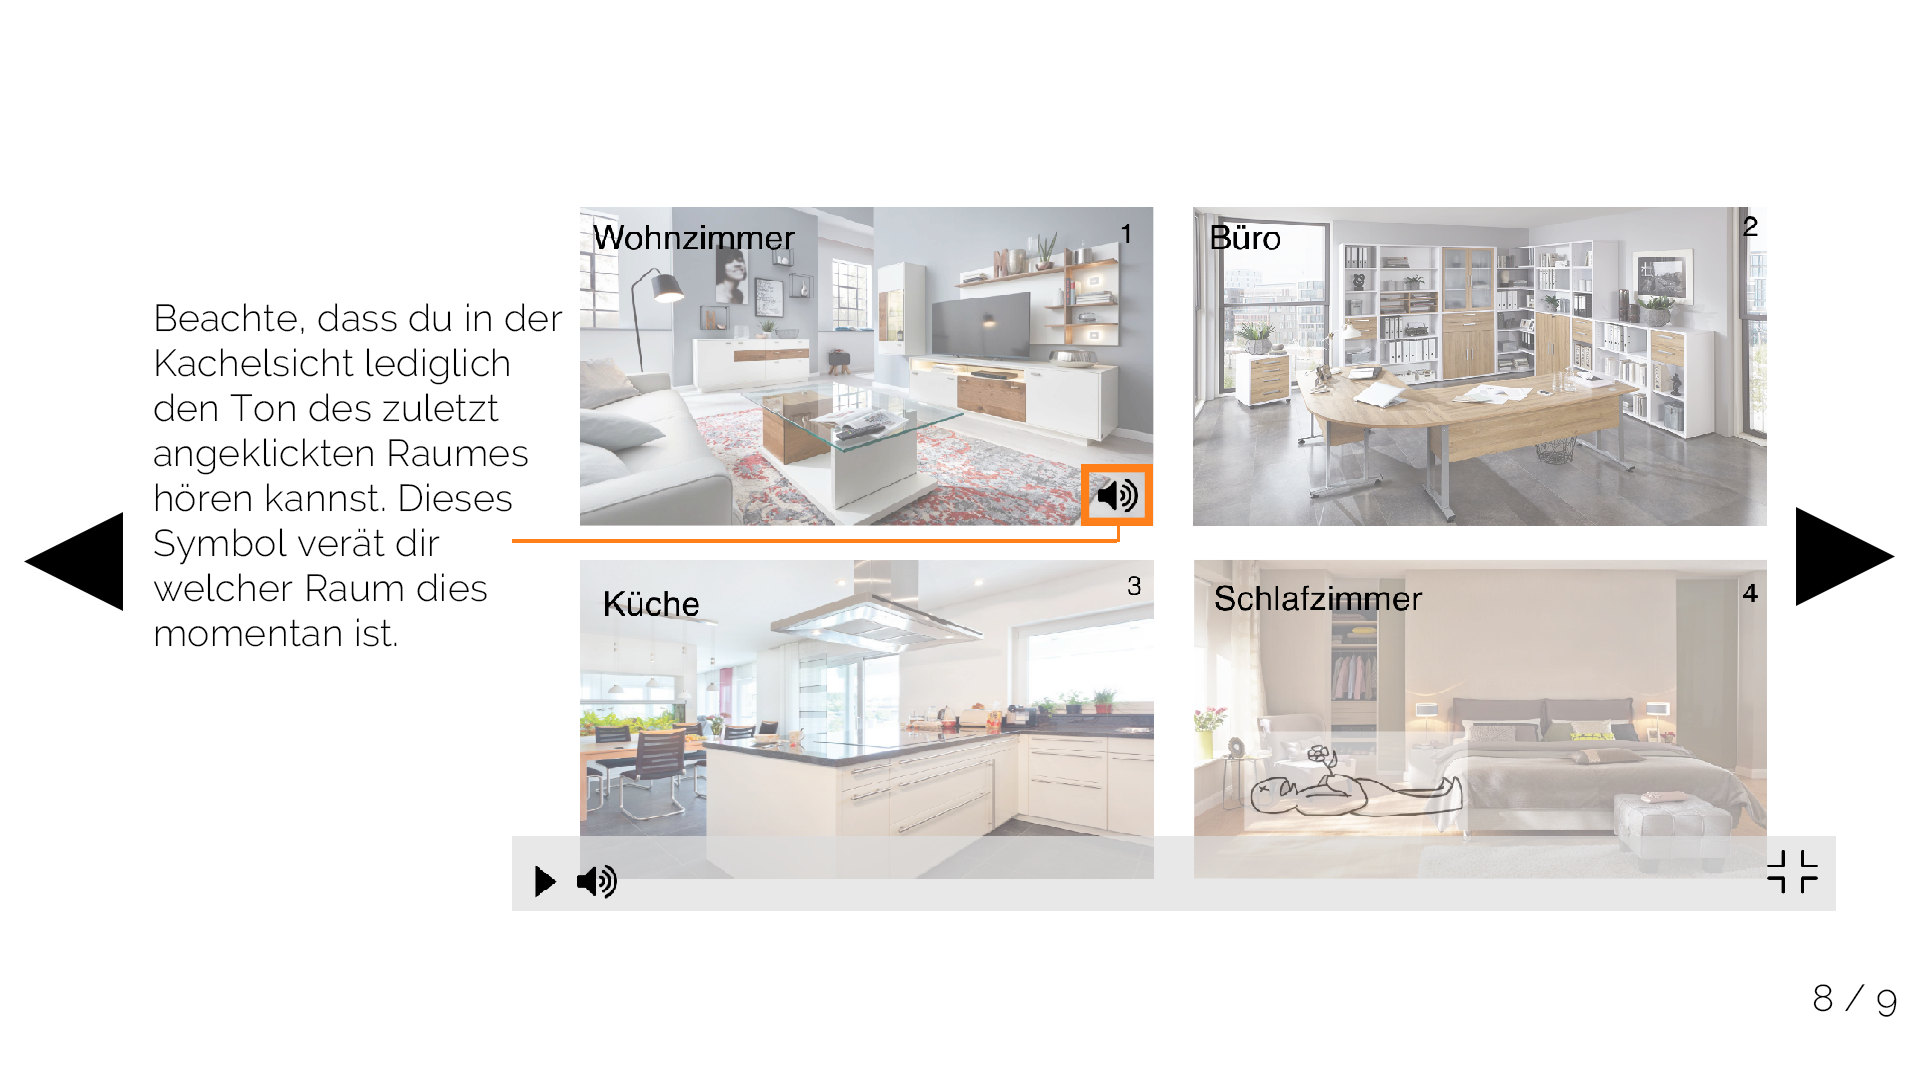 Wohnzimmer
1
Büro
2
Beachte, dass du in der
Kachelsicht lediglich
den Ton des zuletzt
angeklickten Raumes
hören kannst. Dieses
Symbol verät dir
welcher Raum dies
momentan ist.
Küche
3
Schlafzimmer
4
8 / 9